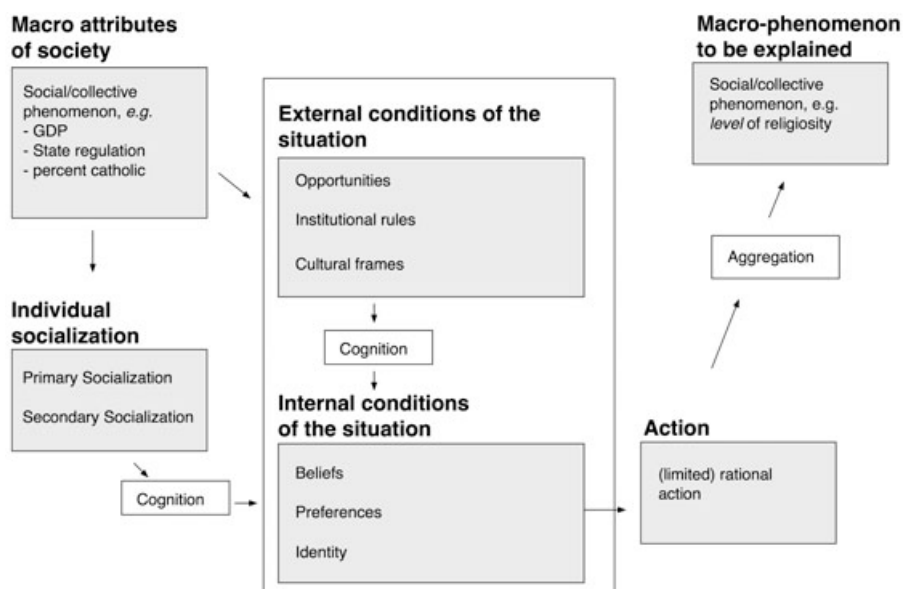 Macro attributes
of society
Social/collective
phenomenon, e.g.
- GDP
- State regulation
- percent catholic
Individual
socialization
Primary Socialization
Secondary Socialization
Cognition
External conditions of the
situation
Opportunities
Institutional rules
Cultural frames
Cognition
Internal conditions
of the situation
Beliefs
Preferences
Identity
Action
(limited) rational
action
Aggregation
Macro-phenomenon
to be explained
Social/collective
phenomenon, e.g.
level of religiosity